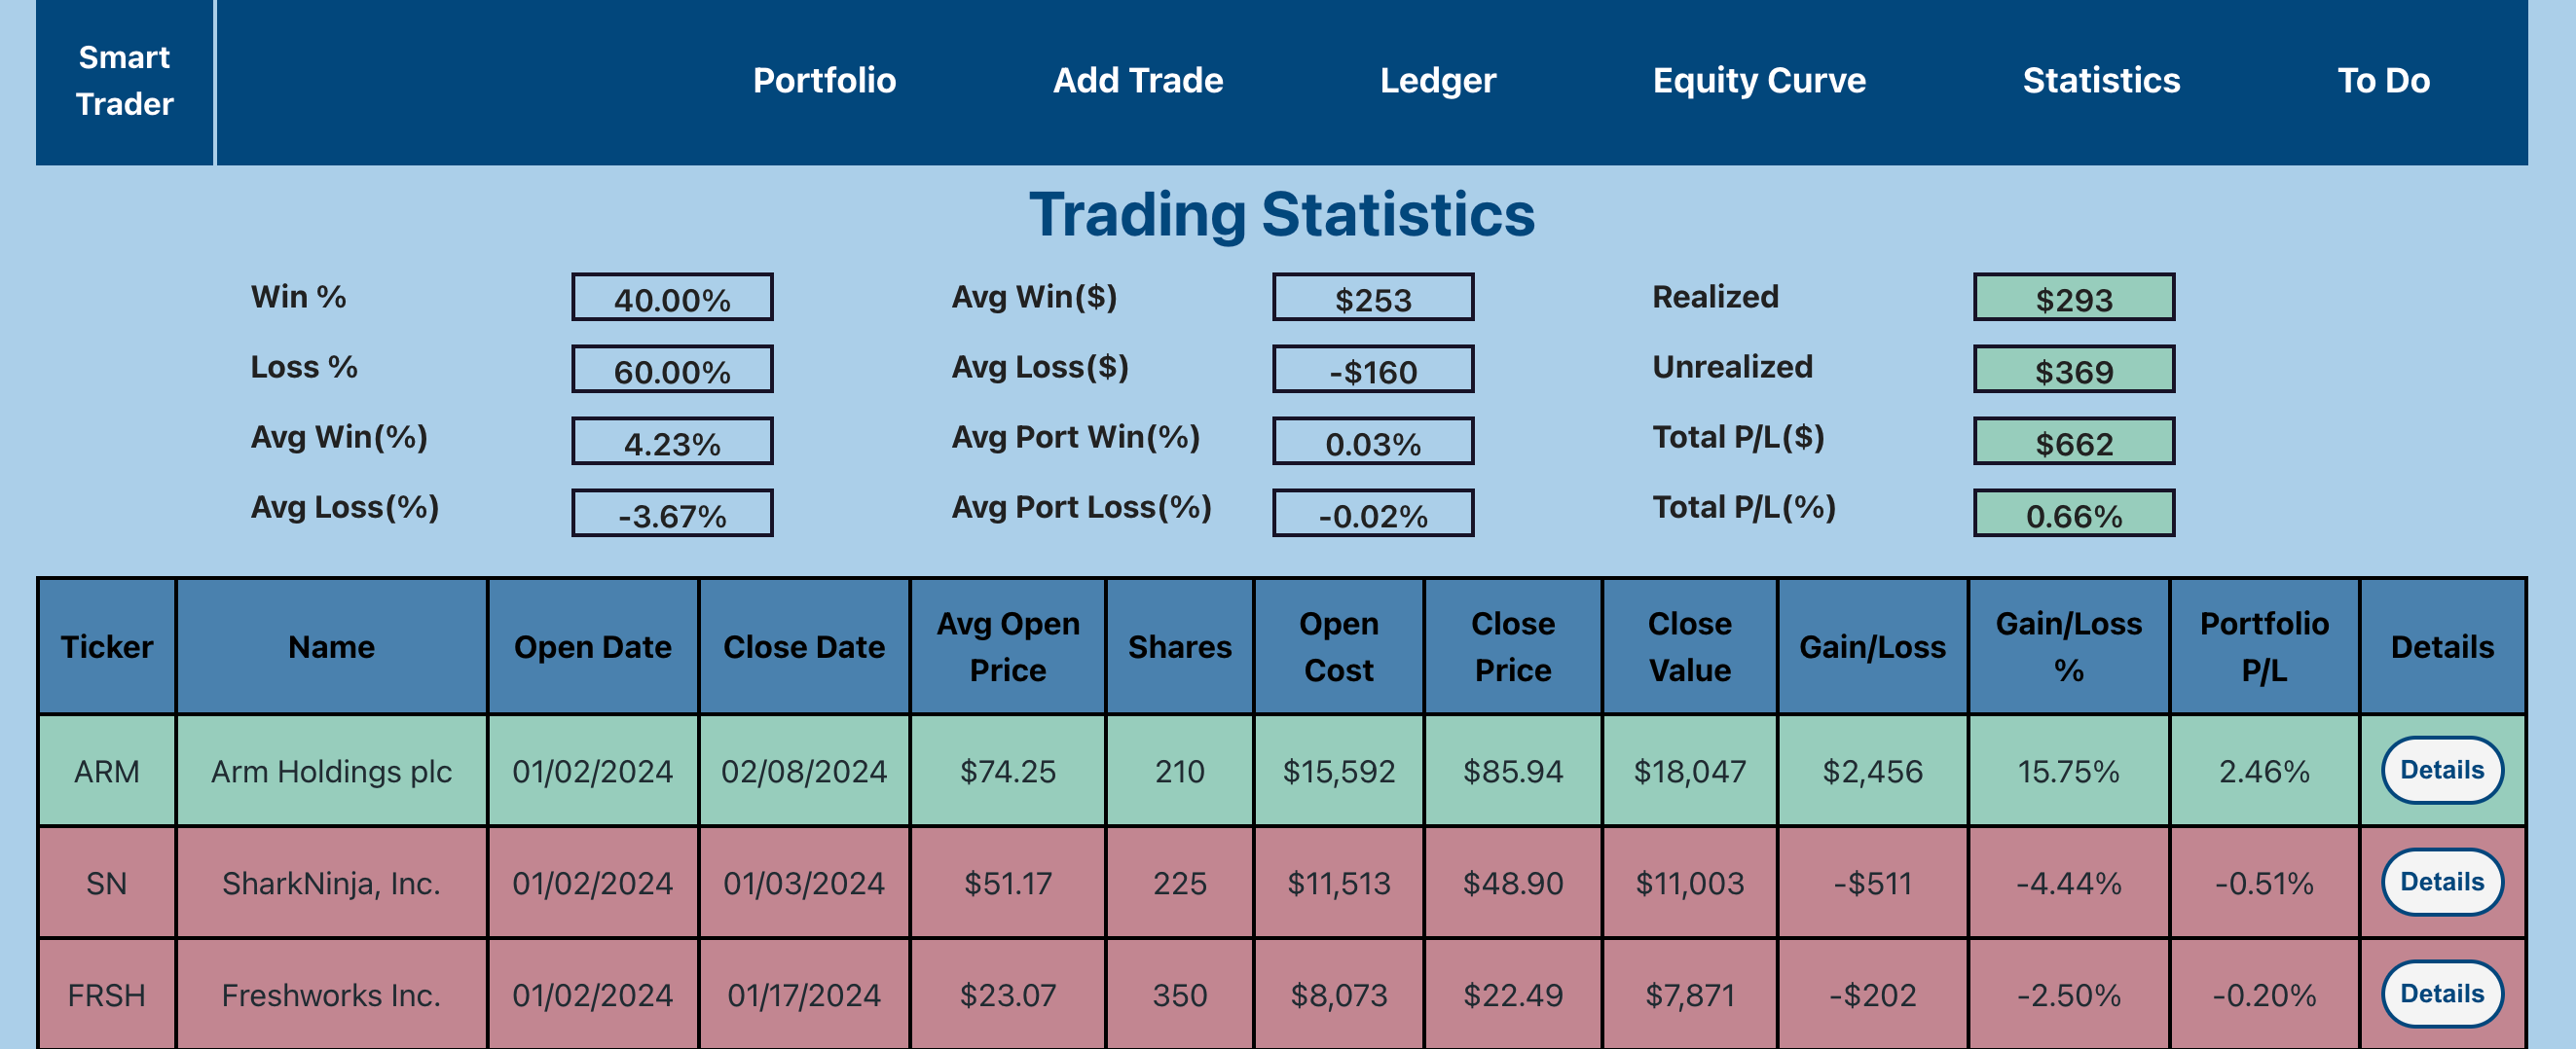 Smart
Trader
Portfolio Add Trade Ledger Equity Curve Statistics To Do
Trading Statistics
Win % 40.00% Avg Win($) $253 Realized $293
Loss % 60.00% Avg Loss($) -$160 Unrealized $369
Avg Win(%) 4.23% Avg Port Win(%) 0.03% Total P/L($) $662
Avg Loss(%) -3.67% Avg Port Loss(%) -0.02% Total P/L(%) 0.66%
Ticker Name Open Date Close Date Avg Open Price Shares Open Cost Close Price Close Value Gain/Loss Gain/Loss % Portfolio P/L Details
ARM Arm Holdings plc 01/02/2024 02/08/2024 $74.25 210 $15,592 $85.94 $18,047 $2,456 15.75% 2.46% Details
SN SharkNinja, Inc. 01/02/2024 01/03/2024 $51.17 225 $11,513 $48.90 $11,003 -$511 -4.44% -0.51% Details
FRSH Freshworks Inc. 01/02/2024 01/17/2024 $23.07 350 $8,073 $22.49 $7,871 -$202 -2.50% -0.20% Details